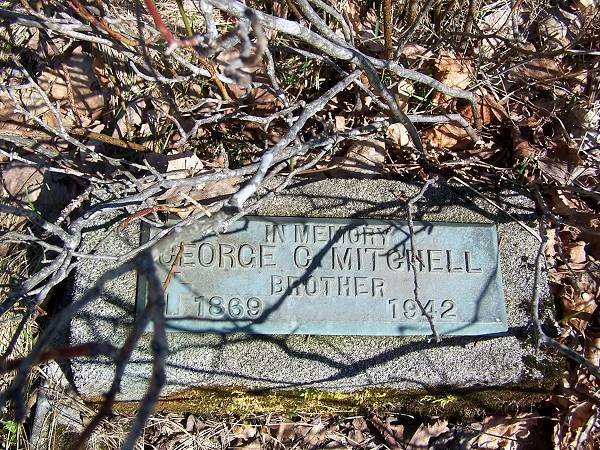 IN MEMORY
GEORGE C. MITCHELL
BROTHER
1869 1942